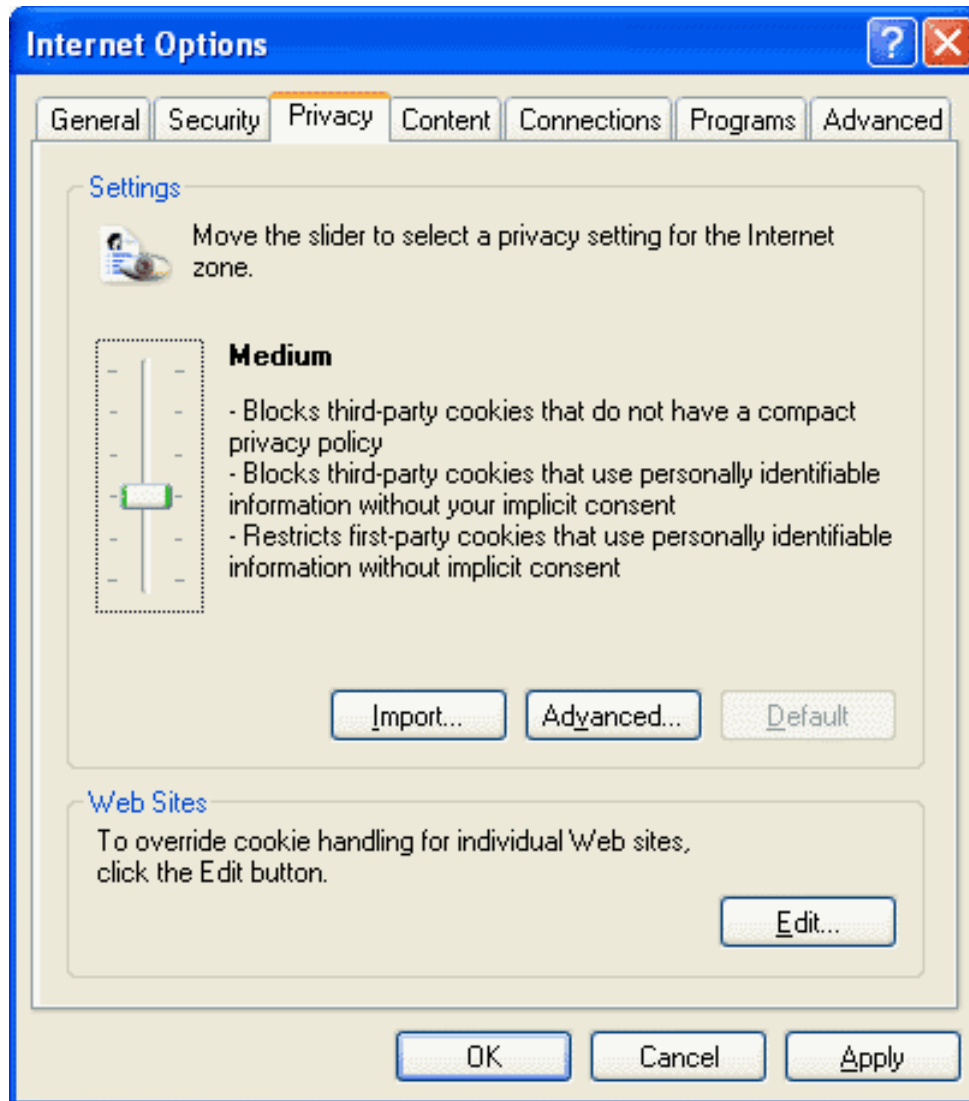 Internet Options
General Security Privacy Content Connections Programs Advanced
Settings
Move the slider to select a privacy setting for the Internet
zone.
Medium
- Blocks third-party cookies that do not have a compact
privacy policy
- Blocks third-party cookies that use personally identifiable
information without your implicit consent
- Restricts first-party cookies that use personally identifiable
information without implicit consent
Import... Advanced... Default
Web Sites
To override cookie handling for individual Web sites,
click the Edit button.
Edit...
OK Cancel Apply